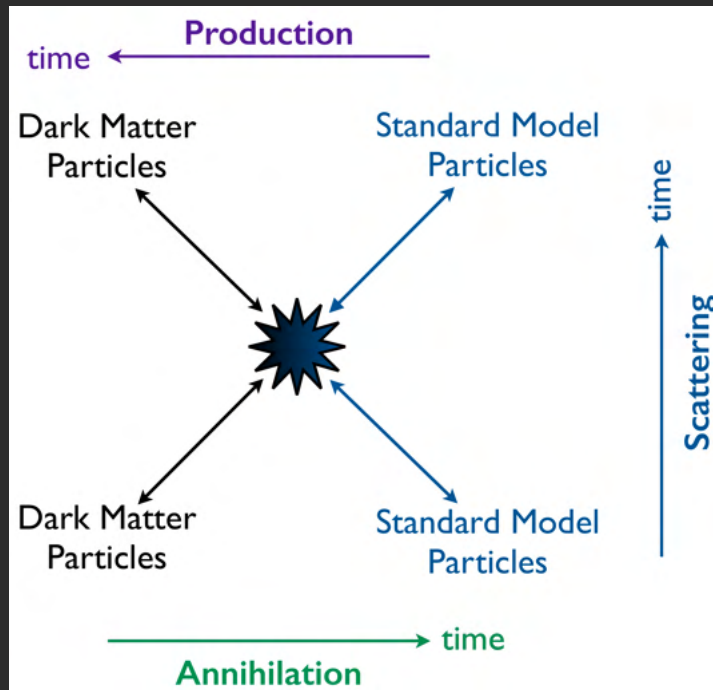 Production
time
Dark Matter
Particles
Standard Model
Particles
time
Scattering
Dark Matter
Particles
Standard Model
Particles
time
Annihilation